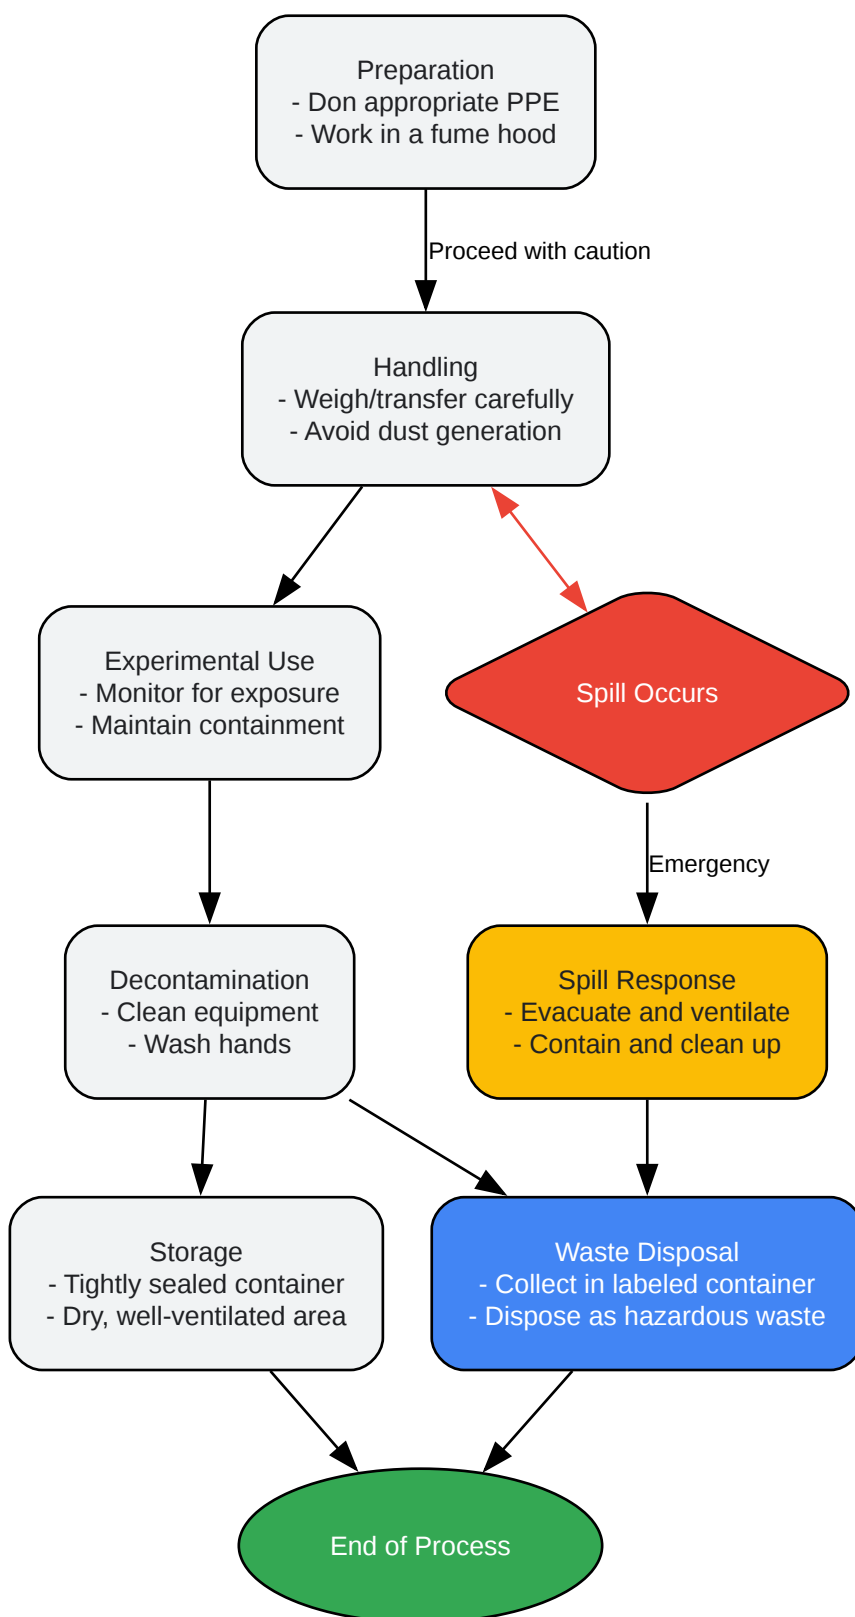 Preparation
- Don appropriate PPE
- Work in a fume hood
Proceed with caution
Handling
- Weigh/transfer carefully
- Avoid dust generation
Experimental Use
- Monitor for exposure
- Maintain containment
Spill Occurs
Emergency
Decontamination
- Clean equipment
- Wash hands
Spill Response
- Evacuate and ventilate
- Contain and clean up
Storage
- Tightly sealed container
- Dry, well-ventilated area
Waste Disposal
- Collect in labeled container
- Dispose as hazardous waste
End of Process